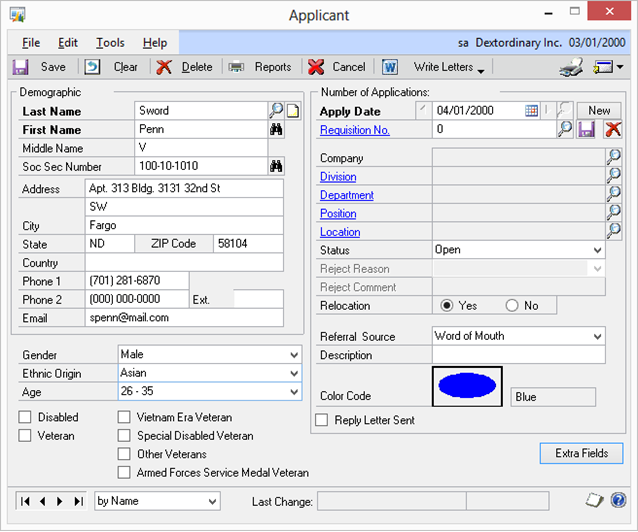 Applicant
File Edit Tools Help sa Dextordinary Inc. 03/01/2000
Save Clear Delete Reports Cancel Write Letters
Demographic
Last Name Sword
First Name Penn
Middle Name V
Soc Sec Number 100-10-1010
Address Apt. 313 Bldg. 3131 32nd St
SW
City Fargo
State ND ZIP Code 58104
Country
Phone 1 (701) 281-6870
Phone 2 (000) 000-0000 Ext.
Email spenn@mail.com
Gender Male
Ethnic Origin Asian
Age 26 - 35
Disabled Vietnam Era Veteran
Veteran Special Disabled Veteran
Other Veterans
Armed Forces Service Medal Veteran
Number of Applications:
Apply Date 04/01/2000 New
Requisition No. 0
Company
Division
Department
Position
Location
Status Open
Reject Reason
Reject Comment
Relocation Yes No
Referral Source Word of Mouth
Description
Color Code Blue
Reply Letter Sent
Extra Fields
by Name Last Change: